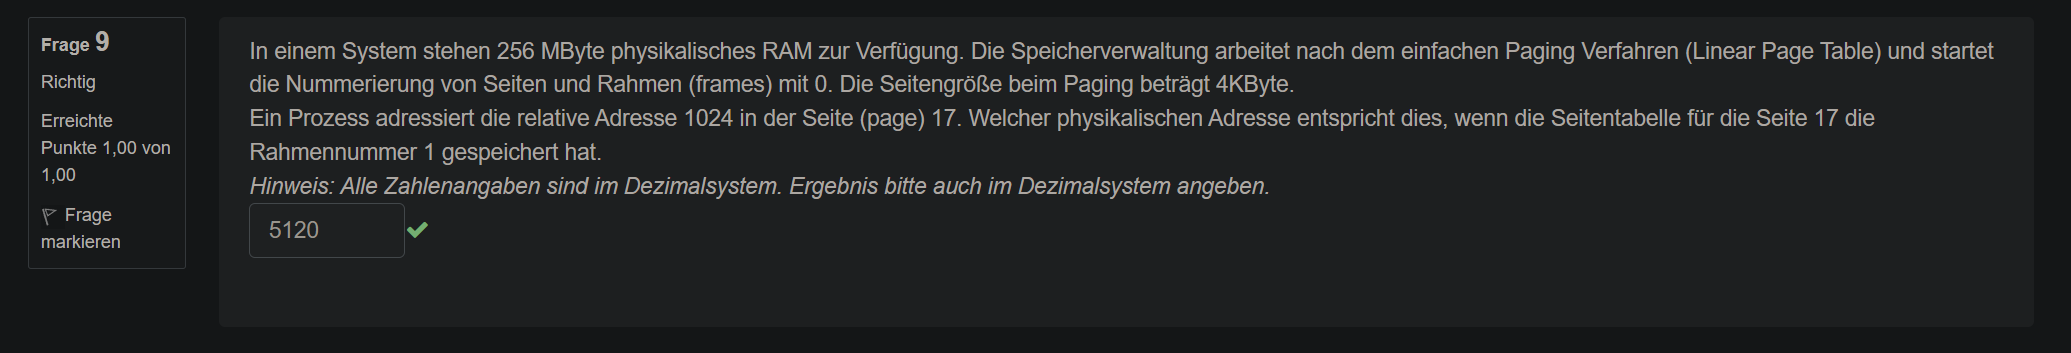 Frage 9
Richtig
Erreichte
Punkte 1,00 von
1,00
Frage
markieren
In einem System stehen 256 MByte physikalisches RAM zur Verfügung. Die Speicherverwaltung arbeitet nach dem einfachen Paging Verfahren (Linear Page Table) und startet
die Nummerierung von Seiten und Rahmen (frames) mit 0. Die Seitengröße beim Paging beträgt 4KByte.
Ein Prozess adressiert die relative Adresse 1024 in der Seite (page) 17. Welcher physikalischen Adresse entspricht dies, wenn die Seitentabelle für die Seite 17 die
Rahmennummer 1 gespeichert hat.
Hinweis: Alle Zahlenangaben sind im Dezimalsystem. Ergebnis bitte auch im Dezimalsystem angeben.
5120